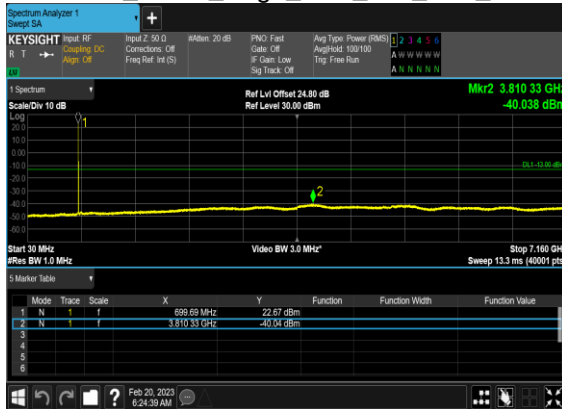 Spectrum Analyzer 1
Swept SA
+
KEYSIGHT Input: RF Input Z: 50 Ω #Atten: 20 dB PNO: Fast Avg Type: Power (RMS) 1 2 3 4 5 6
R T Coupling: DC Corrections: Off Gate: Off Avg|Hold: 100/100 A W W W W W
Align: Off Freq Ref: Int (S) IF Gain: Low Trig: Free Run
Sig Track: Off A N N N N N
1 Spectrum Ref Lvl Offset 24.80 dB Mkr2 3.810 33 GHz
Scale/Div 10 dB Ref Level 30.00 dBm -40.038 dBm
Log
20.0 1
10.0
0.00
-10.0 DL1 -13.00 dBm
-20.0
-30.0 2
-40.0
-50.0
-60.0
Start 30 MHz Video BW 3.0 MHz* Stop 7.160 GHz
#Res BW 1.0 MHz Sweep 13.3 ms (40001 pts)
5 Marker Table
Mode Trace Scale X Y Function Function Width Function Value
1 N 1 f 699.69 MHz 22.67 dBm
2 N 1 f 3.810 33 GHz -40.04 dBm
3
4
5
6
? Feb 20, 2023
6:24:39 AM